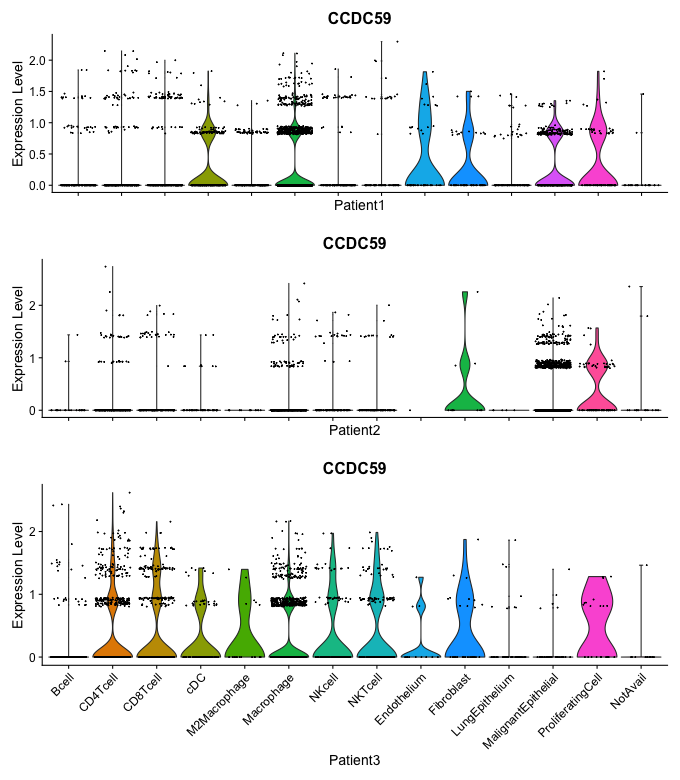 CCDC59
Expression Level
2.0
1.5
1.0
0.5
0.0
Patient1
CCDC59
Expression Level
2
1
0
Patient2
CCDC59
Expression Level
2
1
0
Bcell
CD4Tcell
CD8Tcell
cDC
M2Macrophage
Macrophage
NKcell
NKTcell
Endothelium
Fibroblast
LungEpithelium
MalignantEpithelial
ProliferatingCell
NotAvail
Patient3